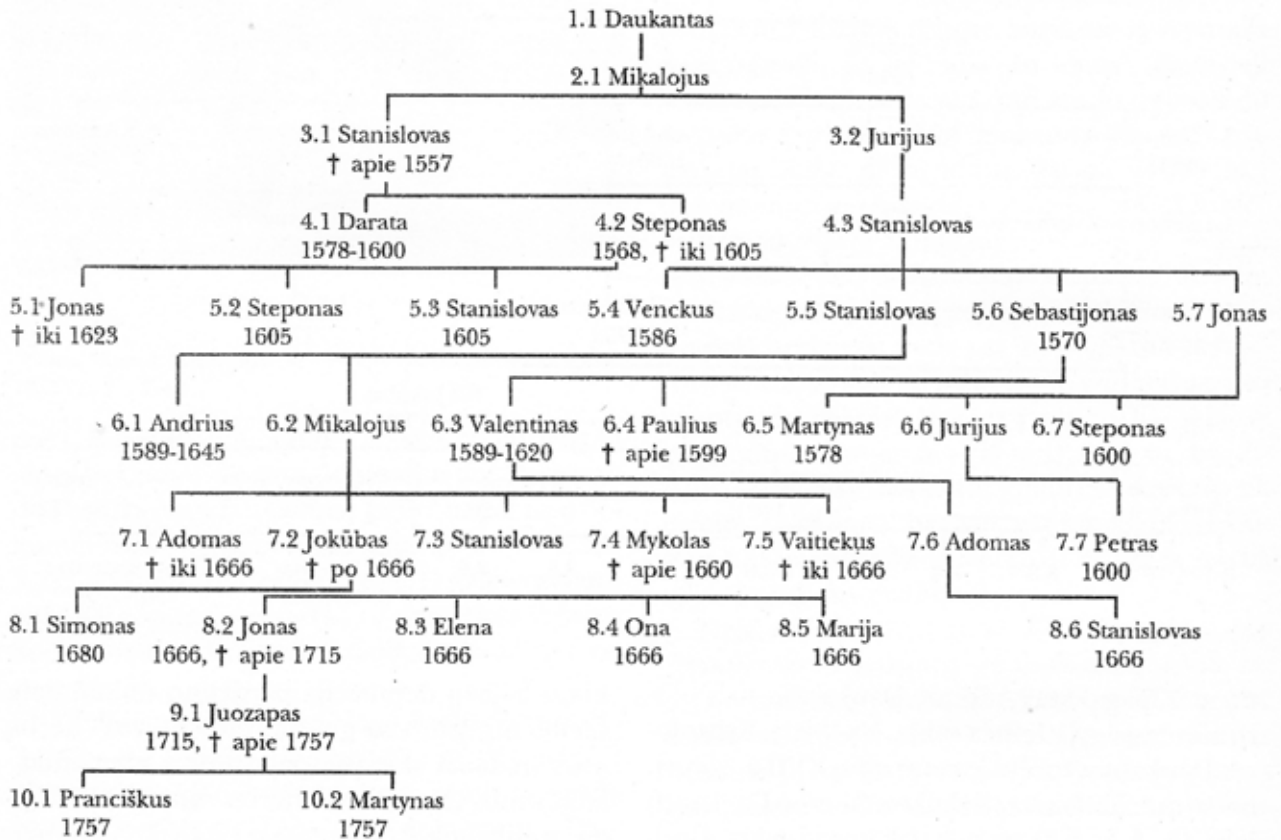 1.1 Daukantas
2.1 Mikalojus
3.1 Stanislovas 3.2 Jurijus
† apie 1557
4.1 Darata 4.2 Steponas 4.3 Stanislovas
1578-1600 1568, † iki 1605
5.1 Jonas 5.2 Steponas 5.3 Stanislovas 5.4 Venckus 5.5 Stanislovas 5.6 Sebastijonas 5.7 Jonas
† iki 1623 1605 1605 1586 1570
6.1 Andrius 6.2 Mikalojus 6.3 Valentinas 6.4 Paulius 6.5 Martynas 6.6 Jurijus 6.7 Steponas
1589-1645 1589-1620 † apie 1599 1578 1600
7.1 Adomas 7.2 Jokūbas 7.3 Stanislovas 7.4 Mykolas 7.5 Vaitiekus 7.6 Adomas 7.7 Petras
† iki 1666 † po 1666 † apie 1660 † iki 1666 1600
8.1 Simonas 8.2 Jonas 8.3 Elena 8.4 Ona 8.5 Marija 8.6 Stanislovas
1680 1666, † apie 1715 1666 1666 1666 1666
9.1 Juozapas
1715, † apie 1757
10.1 Pranciškus 10.2 Martynas
1757 1757